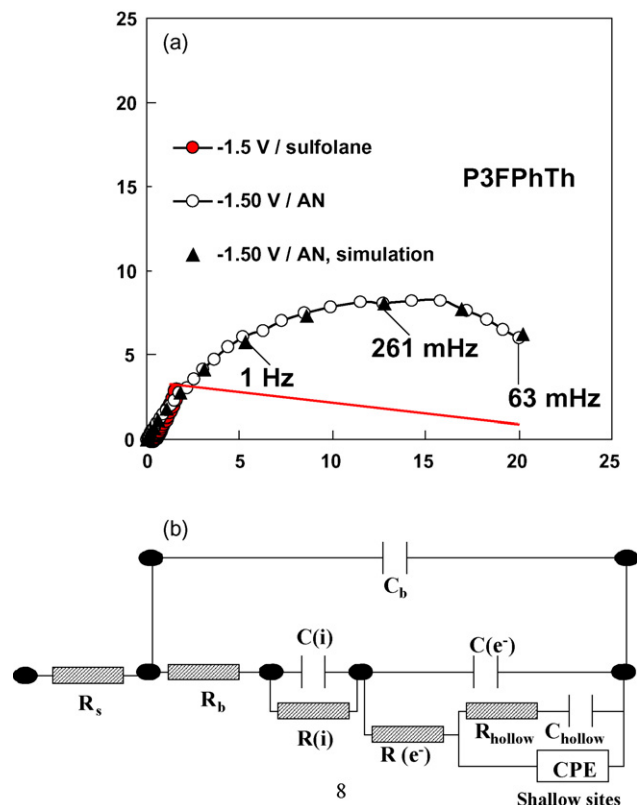 (a)
25
20
15
10
5
0
-1.5 V / sulfolane
-1.50 V / AN
-1.50 V / AN, simulation
P3FPhTh
1 Hz
261 mHz
63 mHz
0 5 10 15 20 25
(b)
C_b
C(i)
C(e⁻)
R_s
R_b
R(i)
R (e⁻)
R_hollow
C_hollow
CPE
Shallow sites
8